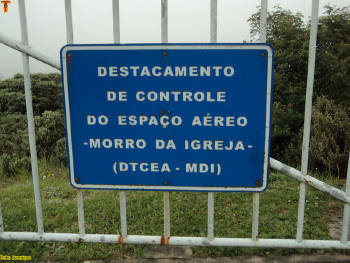 DESTACAMENTO
DE CONTROLE
DO ESPAÇO AÉREO
-MORRO DA IGREJA-
(DTCEA - MDI)